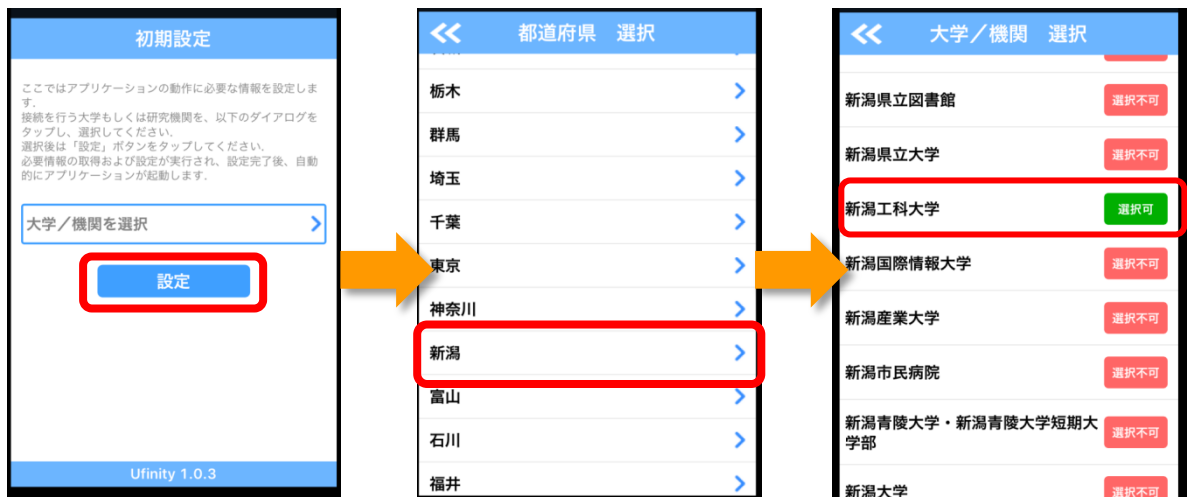 初期設定
ここではアプリケーションの動作に必要な情報を設定しま
す.
接続を行う大学もしくは研究機関を、以下のダイアログを
タップし、選択してください.
選択後は「設定」ボタンをタップしてください.
必要情報の取得および設定が実行され、設定完了後、自動
的にアプリケーションが起動します.
大学／機関を選択
設定
Ufinity 1.0.3
都道府県 選択
栃木
群馬
埼玉
千葉
東京
神奈川
新潟
富山
石川
福井
大学／機関 選択
新潟県立図書館 選択不可
新潟県立大学 選択不可
新潟工科大学 選択可
新潟国際情報大学 選択不可
新潟産業大学 選択不可
新潟市民病院 選択不可
新潟青陵大学・新潟青陵大学短期大
学部 選択不可
新潟大学 選択不可